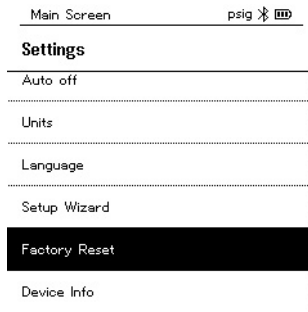 Main Screen psig
Settings
Auto off
Units
Language
Setup Wizard
Factory Reset
Device Info